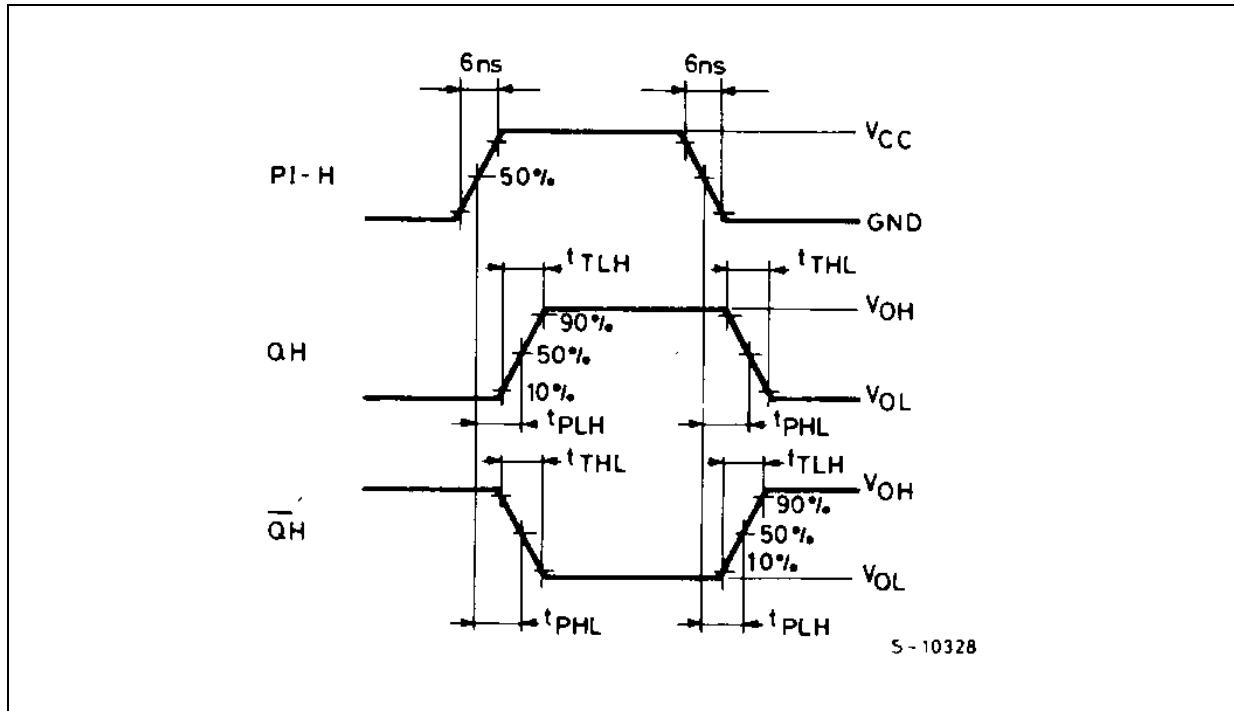 6ns 6ns
VCC
PI-H 50%
GND
tTLH tTHL
VOH
90%
QH 50%
10% VOL
tPLH tPHL
tTHL tTLH
VOH
90%
Q̅H 50%
10%
VOL
tPHL tPLH
S-10328